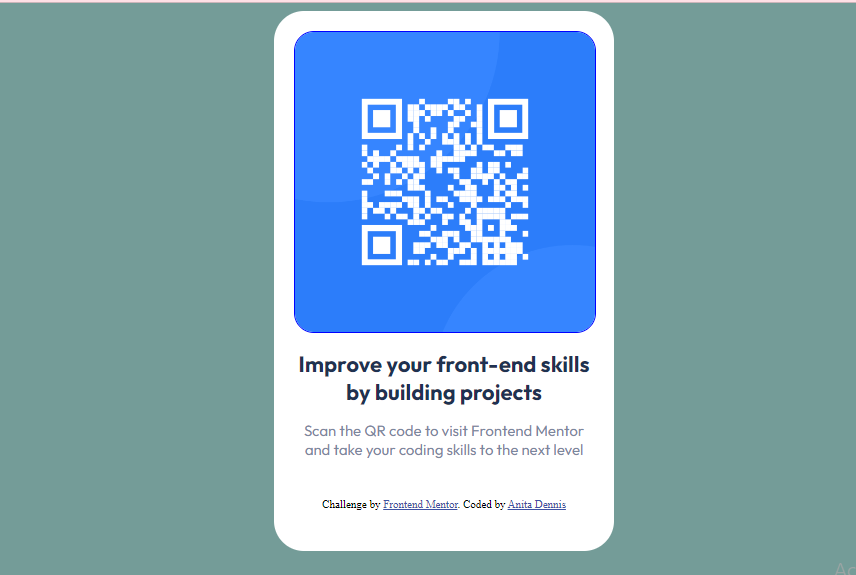 Improve your front-end skills
by building projects
Scan the QR code to visit Frontend Mentor
and take your coding skills to the next level
Challenge by Frontend Mentor. Coded by Anita Dennis